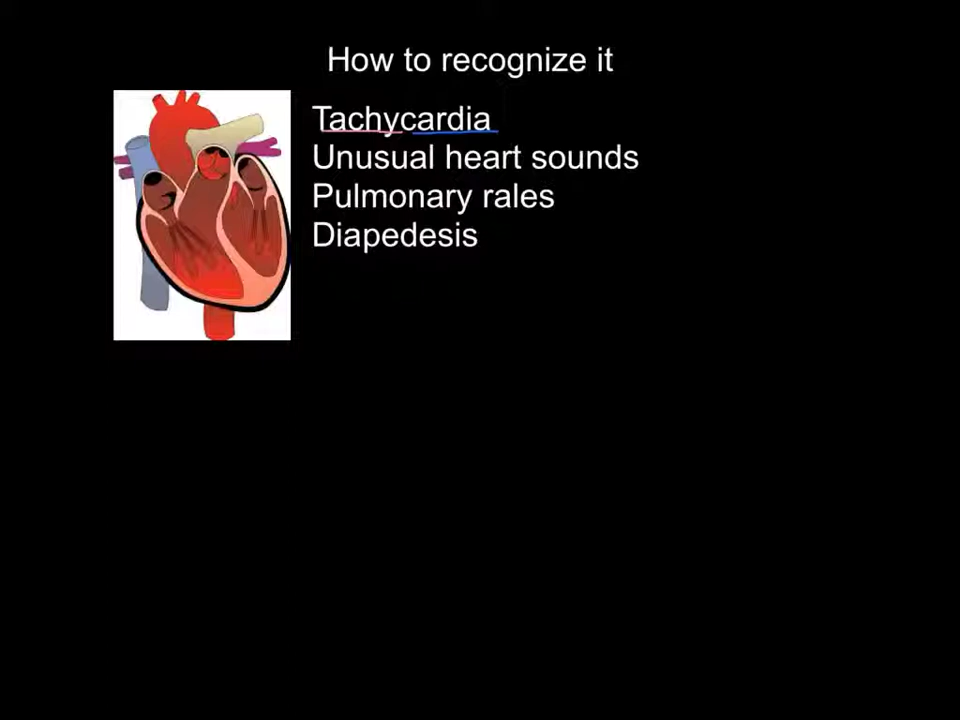 How to recognize it
Tachycardia
Unusual heart sounds
Pulmonary rales
Diapedesis